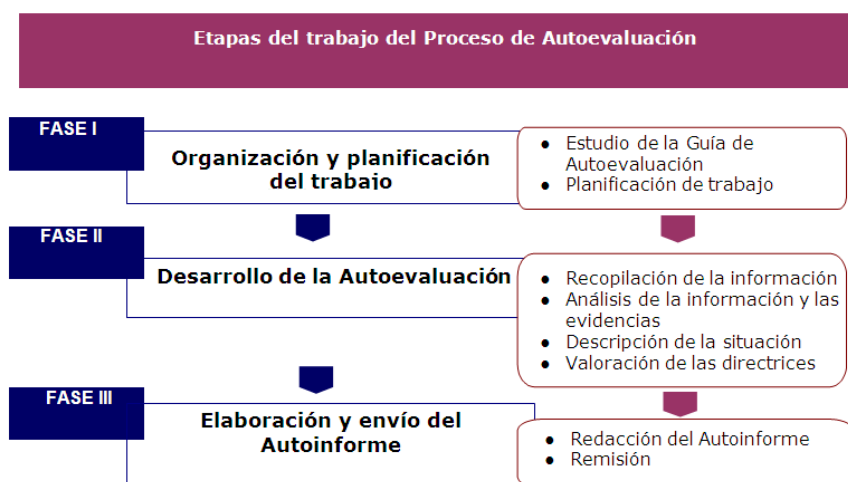 Etapas del trabajo del Proceso de Autoevaluación
FASE I
Organización y planificación
del trabajo
● Estudio de la Guía de
Autoevaluación
● Planificación de trabajo
FASE II
Desarrollo de la Autoevaluación
● Recopilación de la información
● Análisis de la información y las
evidencias
● Descripción de la situación
● Valoración de las directrices
FASE III
Elaboración y envío del
Autoinforme
● Redacción del Autoinforme
● Remisión